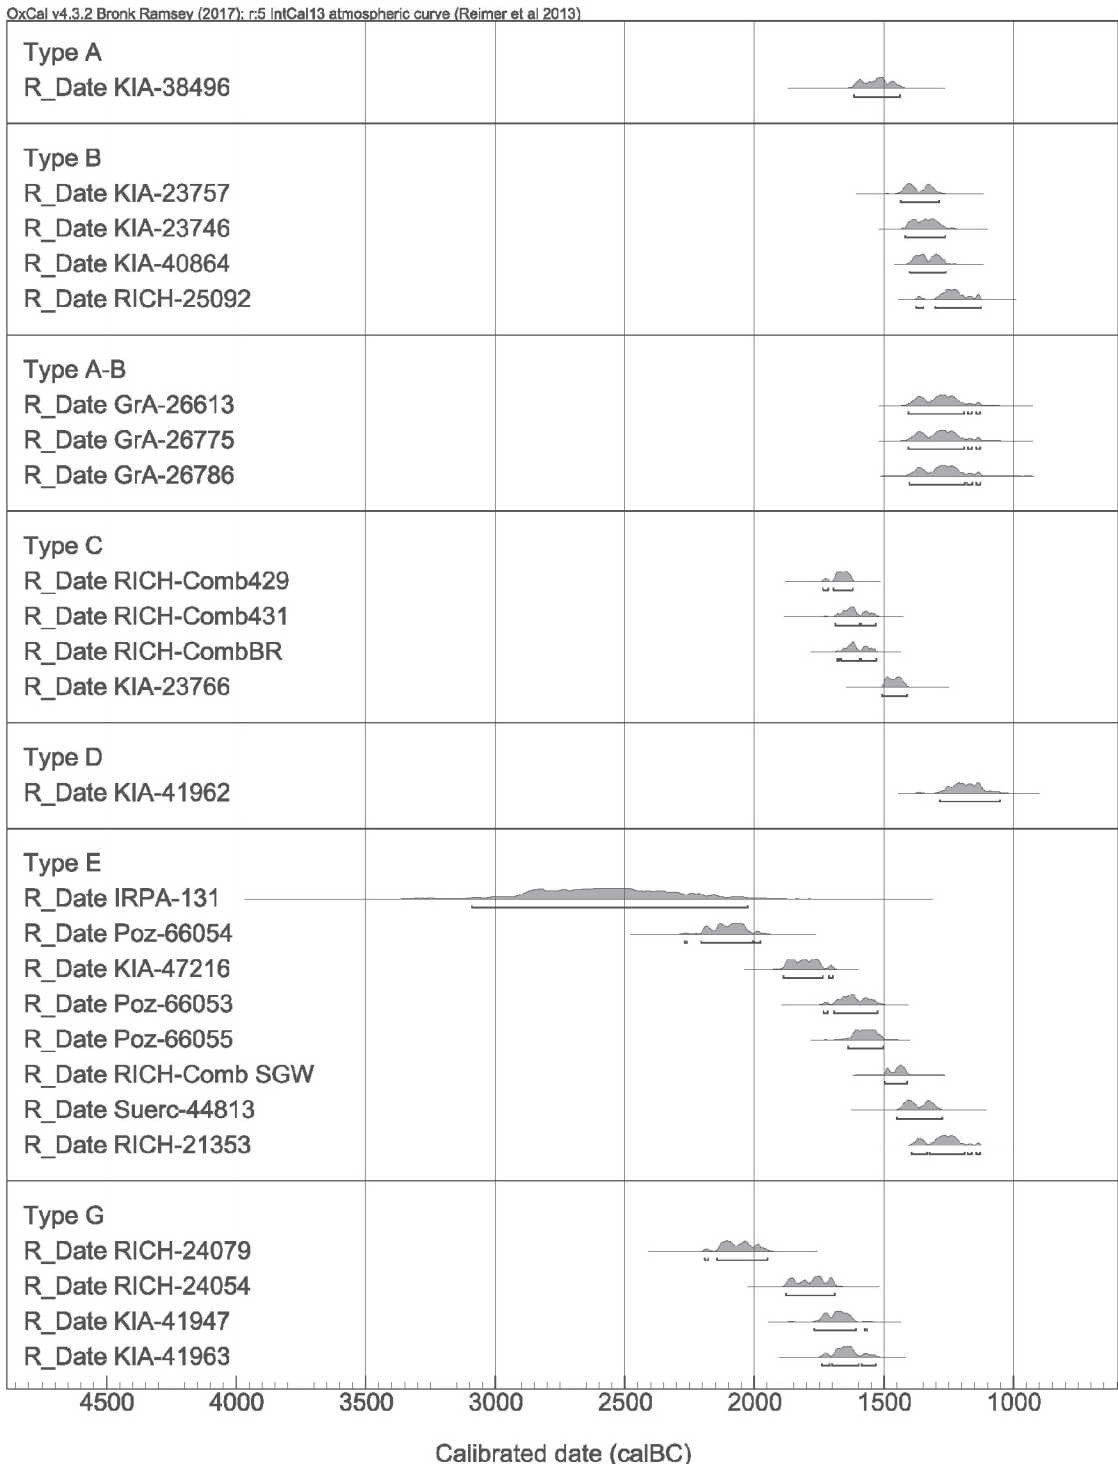 OxCal v4.3.2 Bronk Ramsey (2017); r:5 IntCal13 atmospheric curve (Reimer et al 2013)
Type A
R_Date KIA-38496
Type B
R_Date KIA-23757
R_Date KIA-23746
R_Date KIA-40864
R_Date RICH-25092
Type A-B
R_Date GrA-26613
R_Date GrA-26775
R_Date GrA-26786
Type C
R_Date RICH-Comb429
R_Date RICH-Comb431
R_Date RICH-CombBR
R_Date KIA-23766
Type D
R_Date KIA-41962
Type E
R_Date IRPA-131
R_Date Poz-66054
R_Date KIA-47216
R_Date Poz-66053
R_Date Poz-66055
R_Date RICH-Comb SGW
R_Date Suerc-44813
R_Date RICH-21353
Type G
R_Date RICH-24079
R_Date RICH-24054
R_Date KIA-41947
R_Date KIA-41963
4500 4000 3500 3000 2500 2000 1500 1000
Calibrated date (calBC)